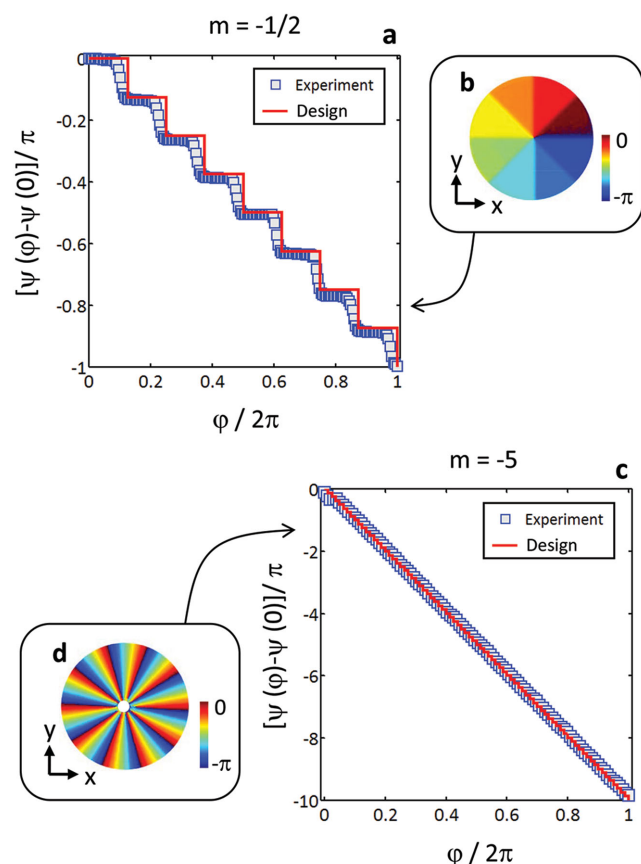 m = -1/2
a
0
-0.2
-0.4
-0.6
-0.8
-1
[ψ (φ)-ψ (0)]/ π
Experiment
Design
0
0.2
0.4
0.6
0.8
1
φ / 2π
b
y
x
0
-π
m = -5
c
0
-2
-4
-6
-8
-10
[ψ (φ)-ψ (0)]/ π
Experiment
Design
0
0.2
0.4
0.6
0.8
1
φ / 2π
d
y
x
0
-π